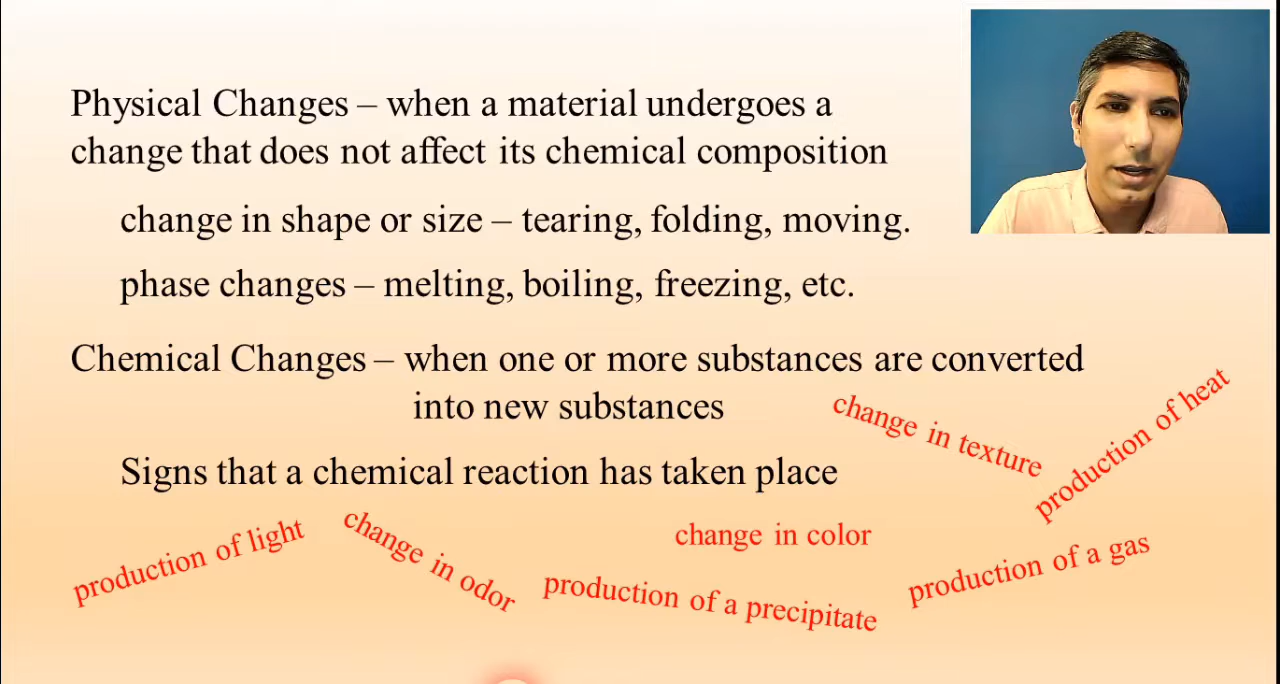 Physical Changes – when a material undergoes a
change that does not affect its chemical composition
change in shape or size – tearing, folding, moving.
phase changes – melting, boiling, freezing, etc.
Chemical Changes – when one or more substances are converted
into new substances
change in texture
production of heat
Signs that a chemical reaction has taken place
production of light
change in odor
change in color
production of a precipitate
production of a gas